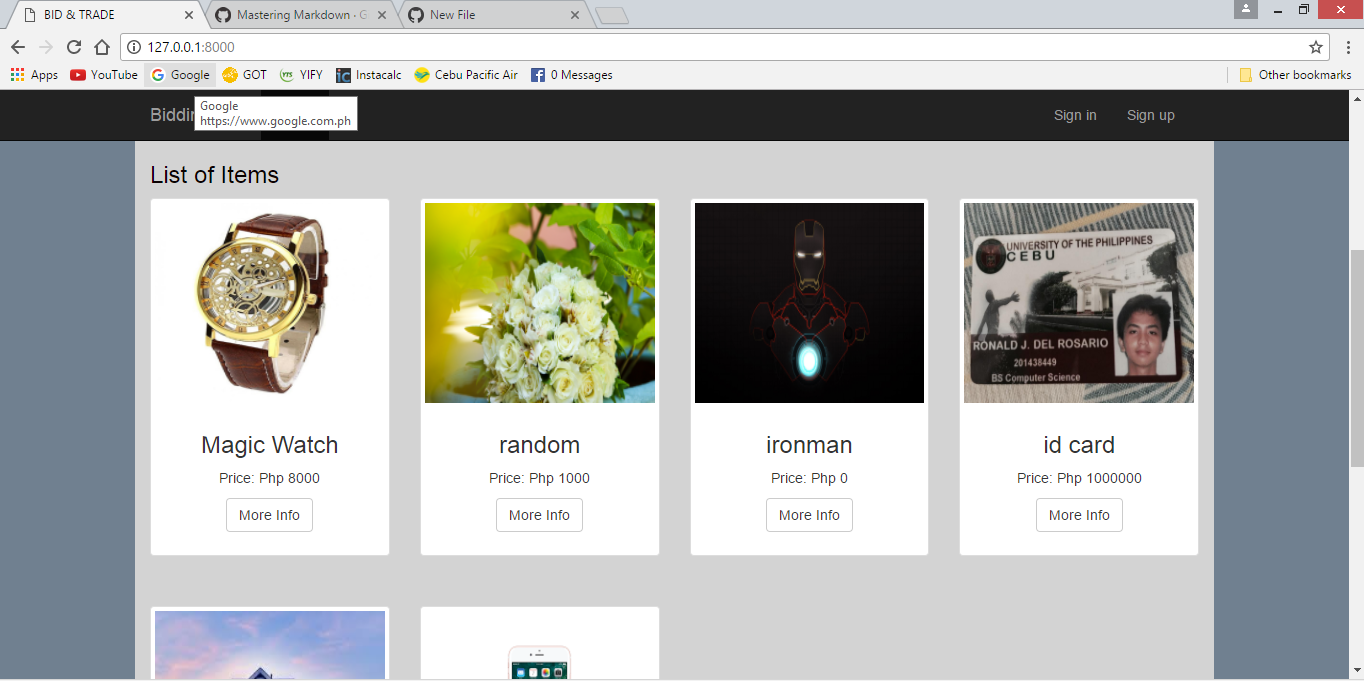 BID & TRADE
Mastering Markdown - G
New File
127.0.0.1:8000
Apps YouTube Google GOT YIFY Instacalc Cebu Pacific Air 0 Messages Other bookmarks
Google
https://www.google.com.ph
Sign in Sign up
List of Items
UNIVERSITY OF THE PHILIPPINES
CEBU
RONALD J. DEL ROSARIO
201438449
BS Computer Science
Magic Watch random ironman id card
Price: Php 8000 Price: Php 1000 Price: Php 0 Price: Php 1000000
More Info More Info More Info More Info